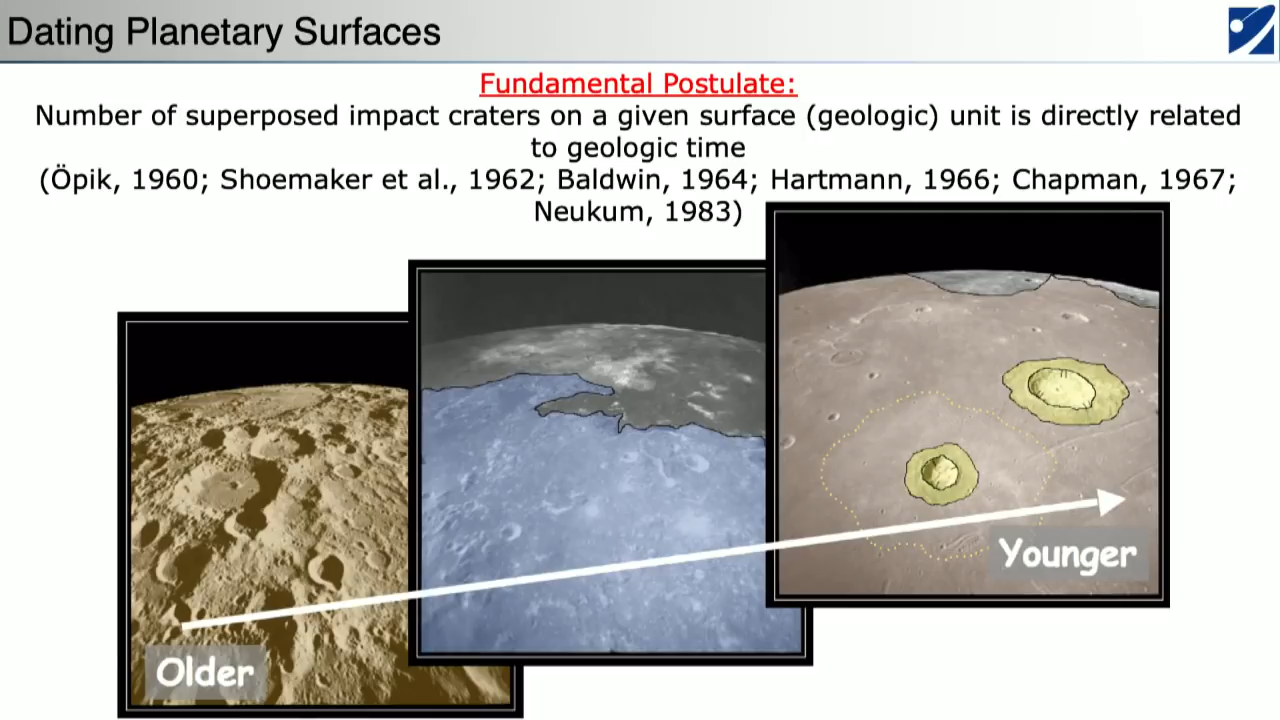 Dating Planetary Surfaces
Fundamental Postulate:
Number of superposed impact craters on a given surface (geologic) unit is directly related
to geologic time
(Öpik, 1960; Shoemaker et al., 1962; Baldwin, 1964; Hartmann, 1966; Chapman, 1967;
Neukum, 1983)
Younger
Older